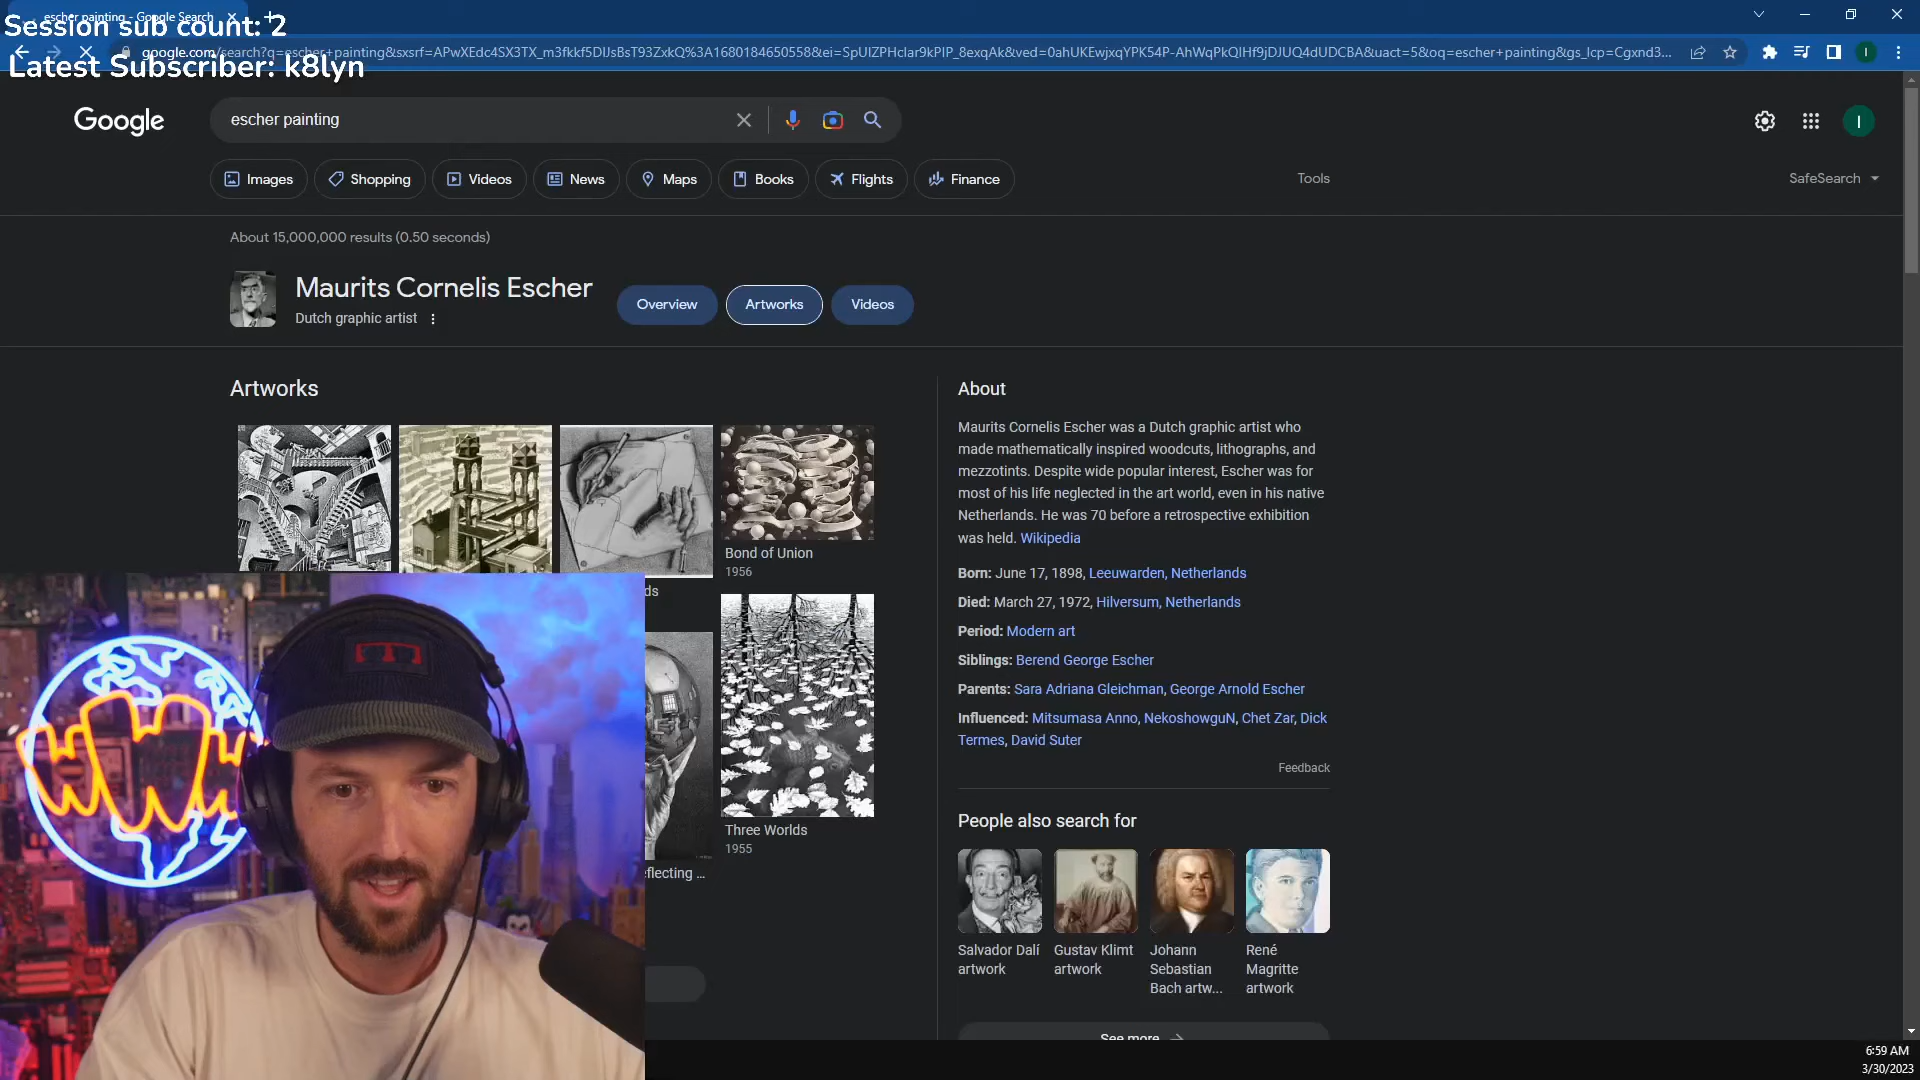 escher painting - Google Search
Session sub count: 2
google.com/search?q=escher+painting&sxsrf=APwXEdc4SX3TX_m3fkkf5DIJsBsT93ZxkQ%3A1680184650558&ei=SpUlZPHcIar9kPIP_8exqAk&ved=0ahUKEwjxqYPK54P-AhWqPkQIHf9jDJUQ4dUDCBA&uact=5&oq=escher+painting&gs_lcp=Cgxnd3...
Latest Subscriber: k8lyn
Google
escher painting
Images
Shopping
Videos
News
Maps
Books
Flights
Finance
Tools
SafeSearch
About 15,000,000 results (0.50 seconds)
Maurits Cornelis Escher
Dutch graphic artist
Overview
Artworks
Videos
Artworks
Bond of Union
1956
ds
Three Worlds
1955
eflecting ...
About
Maurits Cornelis Escher was a Dutch graphic artist who
made mathematically inspired woodcuts, lithographs, and
mezzotints. Despite wide popular interest, Escher was for
most of his life neglected in the art world, even in his native
Netherlands. He was 70 before a retrospective exhibition
was held. Wikipedia
Born: June 17, 1898, Leeuwarden, Netherlands
Died: March 27, 1972, Hilversum, Netherlands
Period: Modern art
Siblings: Berend George Escher
Parents: Sara Adriana Gleichman, George Arnold Escher
Influenced: Mitsumasa Anno, NekoshowguN, Chet Zar, Dick
Termes, David Suter
Feedback
People also search for
Salvador Dalí
artwork
Gustav Klimt
artwork
Johann
Sebastian
Bach artw...
René
Magritte
artwork
See more
6:59 AM
3/30/2023